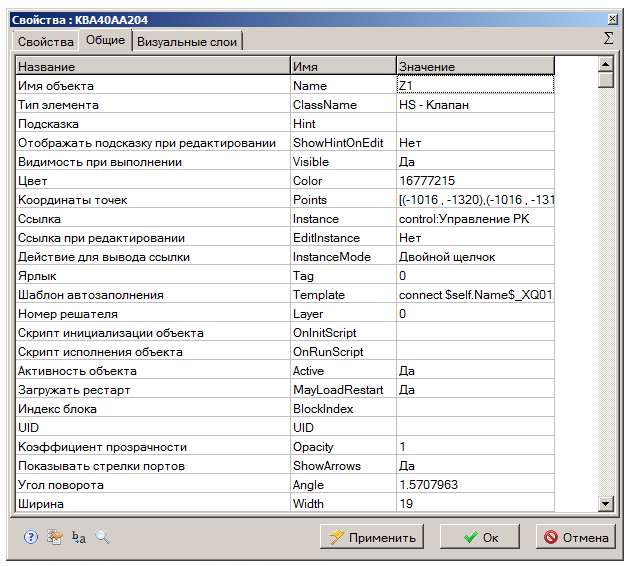 Свойства : KBA40AA204
Свойства Общие Визуальные слои Σ
Название Имя Значение
Имя объекта Name Z1
Тип элемента ClassName HS - Клапан
Подсказка Hint
Отображать подсказку при редактировании ShowHintOnEdit Нет
Видимость при выполнении Visible Да
Цвет Color 16777215
Координаты точек Points [(-1016 , -1320),(-1016 , -131
Ссылка Instance control:Управление РК
Ссылка при редактировании EditInstance Нет
Действие для вывода ссылки InstanceMode Двойной щелчок
Ярлык Tag 0
Шаблон автозаполнения Template connect $self.Name$_XQ01
Номер решателя Layer 0
Скрипт инициализации объекта OnInitScript
Скрипт исполнения объекта OnRunScript
Активность объекта Active Да
Загружать рестарт MayLoadRestart Да
Индекс блока BlockIndex
UID UID
Коэффициент прозрачности Opacity 1
Показывать стрелки портов ShowArrows Да
Угол поворота Angle 1.5707963
Ширина Width 19
Применить Ок Отмена